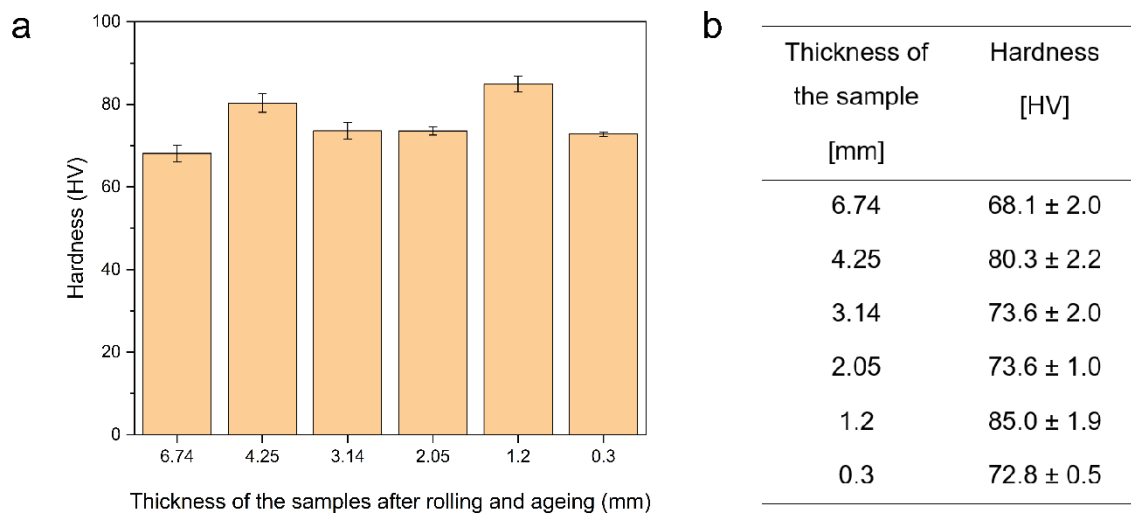 a
100
80
60
40
20
0
Hardness (HV)
6.74 4.25 3.14 2.05 1.2 0.3
Thickness of the samples after rolling and ageing (mm)
b
Thickness of
the sample
[mm]
Hardness
[HV]
6.74 68.1 ± 2.0
4.25 80.3 ± 2.2
3.14 73.6 ± 2.0
2.05 73.6 ± 1.0
1.2 85.0 ± 1.9
0.3 72.8 ± 0.5